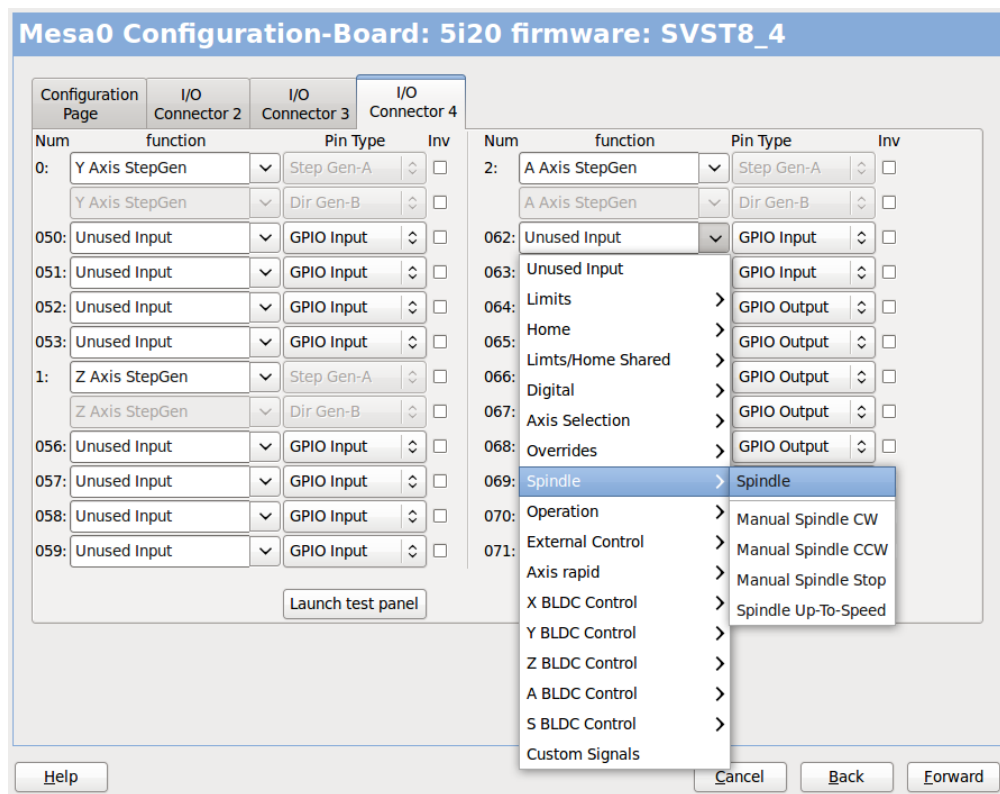 Mesa0 Configuration-Board: 5i20 firmware: SVST8_4
Configuration Page
I/O Connector 2
I/O Connector 3
I/O Connector 4
Num function Pin Type Inv
0: Y Axis StepGen Step Gen-A
Y Axis StepGen Dir Gen-B
050: Unused Input GPIO Input
051: Unused Input GPIO Input
052: Unused Input GPIO Input
053: Unused Input GPIO Input
1: Z Axis StepGen Step Gen-A
Z Axis StepGen Dir Gen-B
056: Unused Input GPIO Input
057: Unused Input GPIO Input
058: Unused Input GPIO Input
059: Unused Input GPIO Input
Launch test panel
Num function Pin Type Inv
2: A Axis StepGen Step Gen-A
A Axis StepGen Dir Gen-B
062: Unused Input GPIO Input
063: GPIO Input
064: GPIO Output
065: GPIO Output
066: GPIO Output
067: GPIO Output
068: GPIO Output
069:
070:
071:
Unused Input
Limits
Home
Limts/Home Shared
Digital
Axis Selection
Overrides
Spindle
Operation
External Control
Axis rapid
X BLDC Control
Y BLDC Control
Z BLDC Control
A BLDC Control
S BLDC Control
Custom Signals
Spindle
Manual Spindle CW
Manual Spindle CCW
Manual Spindle Stop
Spindle Up-To-Speed
Help
Cancel
Back
Forward